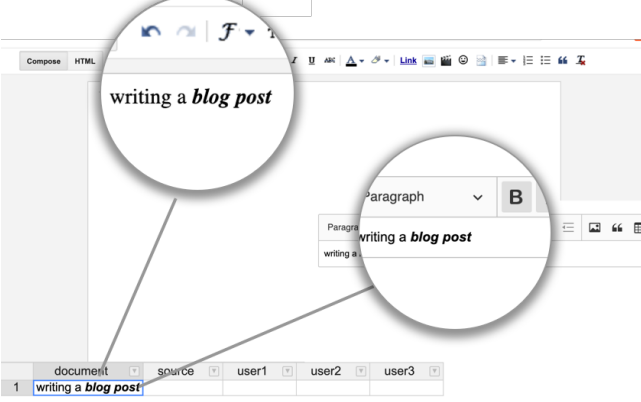 Compose HTML I U ABC A Link
F T
writing a blog post
Paragraph B
Paragra
writing a blog post
writing a
document source user1 user2 user3
1 writing a blog post